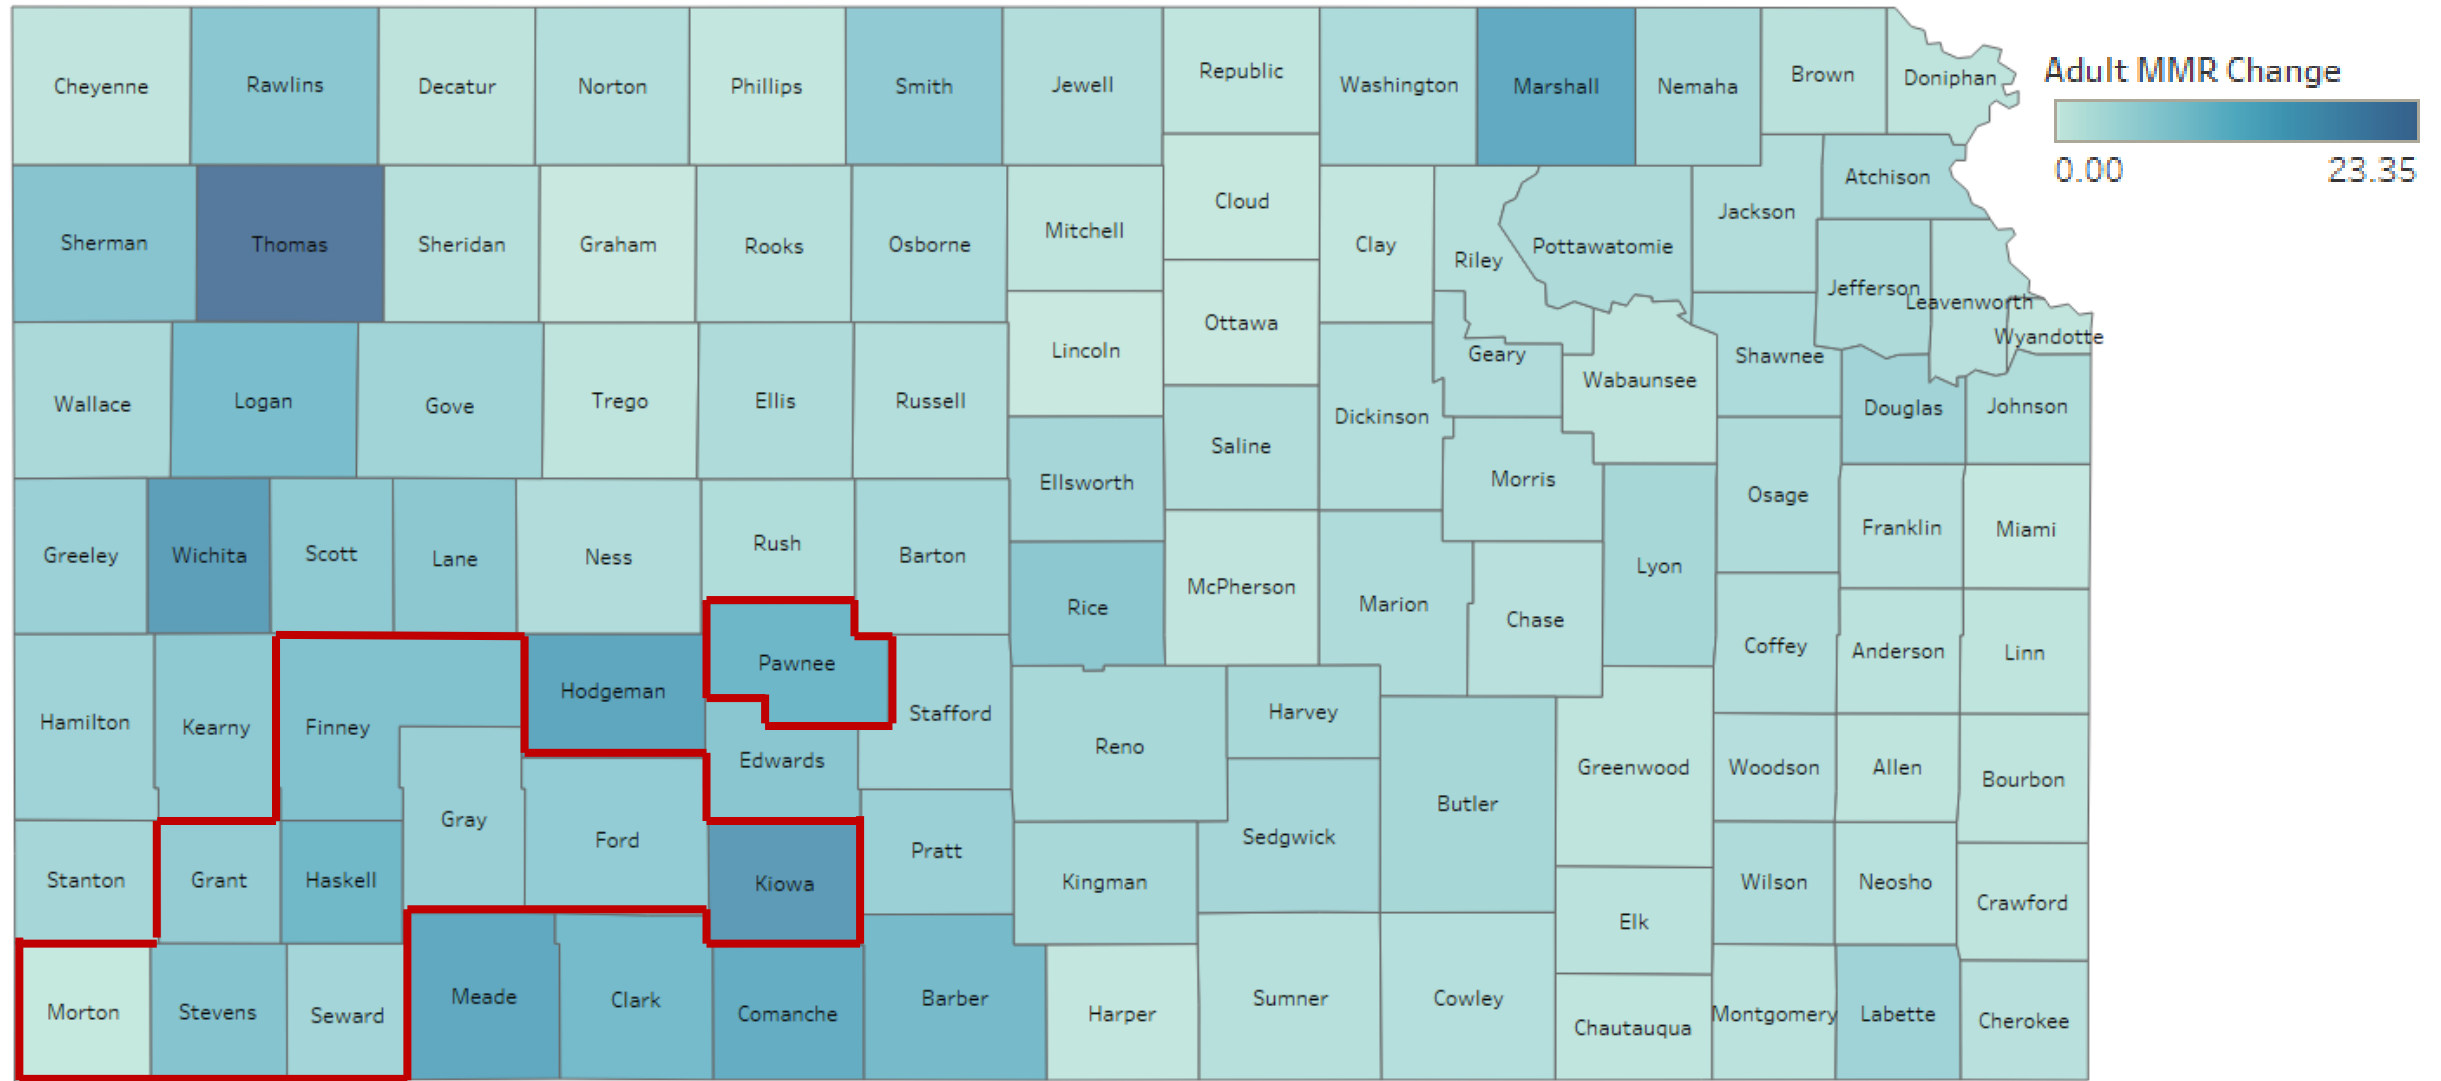 Adult MMR Change
0.00 23.35
Cheyenne
Rawlins
Decatur
Norton
Phillips
Smith
Jewell
Republic
Washington
Marshall
Nemaha
Brown
Doniphan
Sherman
Thomas
Sheridan
Graham
Rooks
Osborne
Mitchell
Cloud
Clay
Riley
Pottawatomie
Jackson
Atchison
Jefferson
Leavenworth
Wyandotte
Wallace
Logan
Gove
Trego
Ellis
Russell
Lincoln
Ottawa
Saline
Dickinson
Geary
Wabaunsee
Shawnee
Douglas
Johnson
Greeley
Wichita
Scott
Lane
Ness
Rush
Barton
Ellsworth
Rice
McPherson
Marion
Morris
Chase
Lyon
Osage
Franklin
Miami
Hamilton
Kearny
Finney
Hodgeman
Pawnee
Edwards
Stafford
Reno
Harvey
Sedgwick
Butler
Greenwood
Coffey
Anderson
Linn
Woodson
Allen
Bourbon
Stanton
Grant
Haskell
Gray
Ford
Kiowa
Pratt
Kingman
Elk
Wilson
Neosho
Crawford
Morton
Stevens
Seward
Meade
Clark
Comanche
Barber
Harper
Sumner
Cowley
Chautauqua
Montgomery
Labette
Cherokee